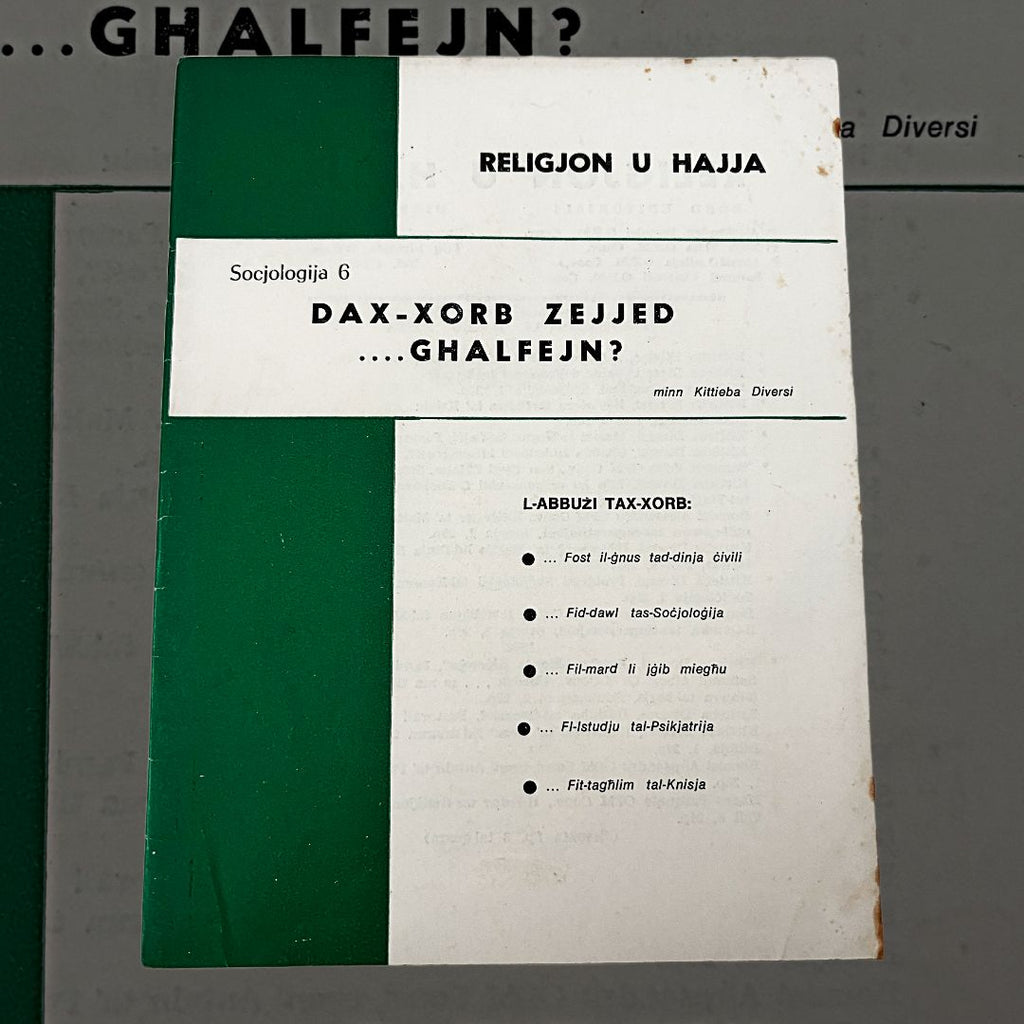 ...GHALFEJN?
a Diversi
RELIGJON U HAJJA
Socjologija 6
DAX-XORB ZEJJED
....GHALFEJN?
minn Kittieba Diversi
L-ABBUŻI TAX-XORB:
● ... Fost il-ġnus tad-dinja ċivili
● ... Fid-dawl tas-Soċjoloġija
● ... Fil-mard li jġib miegħu
● ... Fl-Istudju tal-Psikjatrija
● ... Fit-tagħlim tal-Knisja